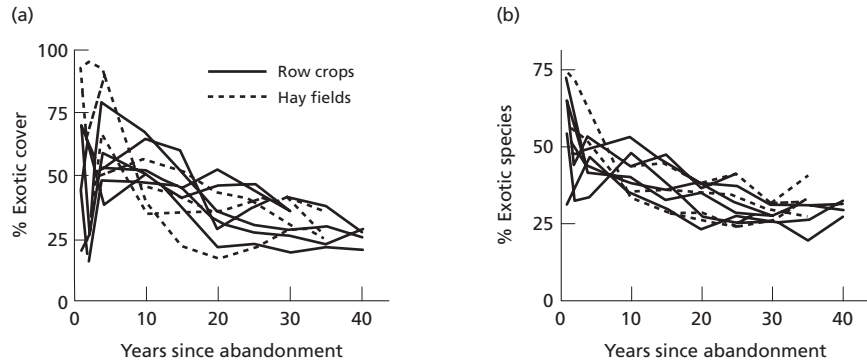 (a)
100
75
50
25
0
% Exotic cover
Row crops
Hay fields
0 10 20 30 40
Years since abandonment
(b)
75
50
25
0
% Exotic species
0 10 20 30 40
Years since abandonment